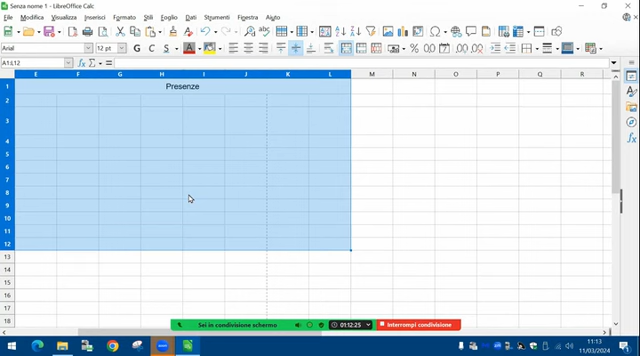 Senza nome 1 - LibreOffice Calc
File Modifica Visualizza Inserisci Formato Stili Foglio Dati Strumenti Finestra Aiuto
Arial 12 pt G C S A
A1:L12 fx Σ =
E F G H I J K L M N O P Q R
1 Presenze
2
3
4
5
6
7
8
9
10
11
12
13
14
15
16
17
18
Sei in condivisione schermo 01:12:25 Interrompi condivisione
11:13
11/03/2024